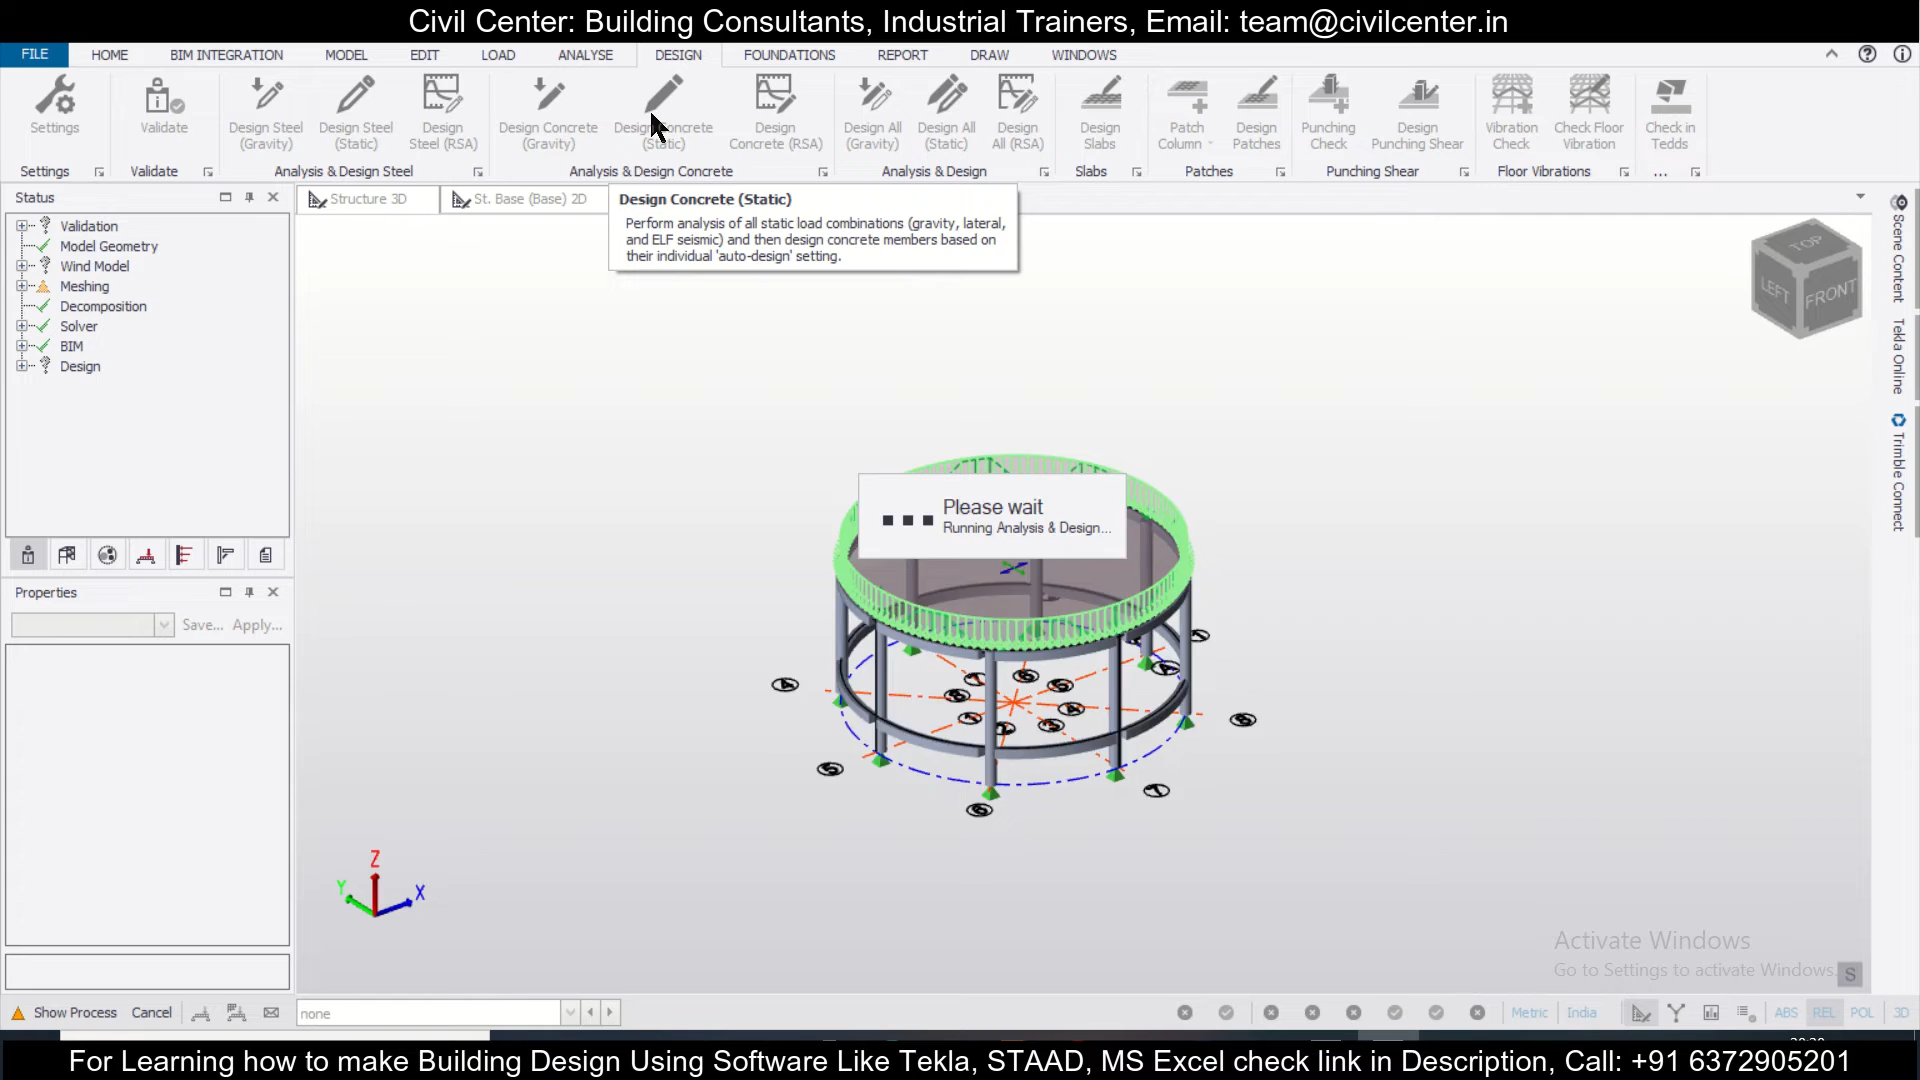 Civil Center: Building Consultants, Industrial Trainers, Email: team@civilcenter.in
FILE HOME BIM INTEGRATION MODEL EDIT LOAD ANALYSE DESIGN FOUNDATIONS REPORT DRAW WINDOWS
Settings
Validate
Design Steel
(Gravity)
Design Steel
(Static)
Design
Steel (RSA)
Design Concrete
(Gravity)
Design Concrete
(Static)
Design
Concrete (RSA)
Design All
(Gravity)
Design All
(Static)
Design
All (RSA)
Design
Slabs
Patch
Column
Design
Patches
Punching
Check
Design
Punching Shear
Vibration
Check
Check Floor
Vibration
Check in
Tedds
Settings Validate Analysis & Design Steel Analysis & Design Concrete Analysis & Design Slabs Patches Punching Shear Floor Vibrations ...
Status
Structure 3D
St. Base (Base) 2D
Design Concrete (Static)
Perform analysis of all static load combinations (gravity, lateral,
and ELF seismic) and then design concrete members based on
their individual 'auto-design' setting.
Validation
Model Geometry
Wind Model
Meshing
Decomposition
Solver
BIM
Design
TOP
LEFT
FRONT
Scene Content
Tekla Online
Trimble Connect
Please wait
Running Analysis & Design...
Properties
Save... Apply...
Z
Y
X
Activate Windows
Go to Settings to activate Windows.
S
Show Process Cancel
none
Metric India
ABS REL POL 3D
For Learning how to make Building Design Using Software Like Tekla, STAAD, MS Excel check link in Description, Call: +91 6372905201